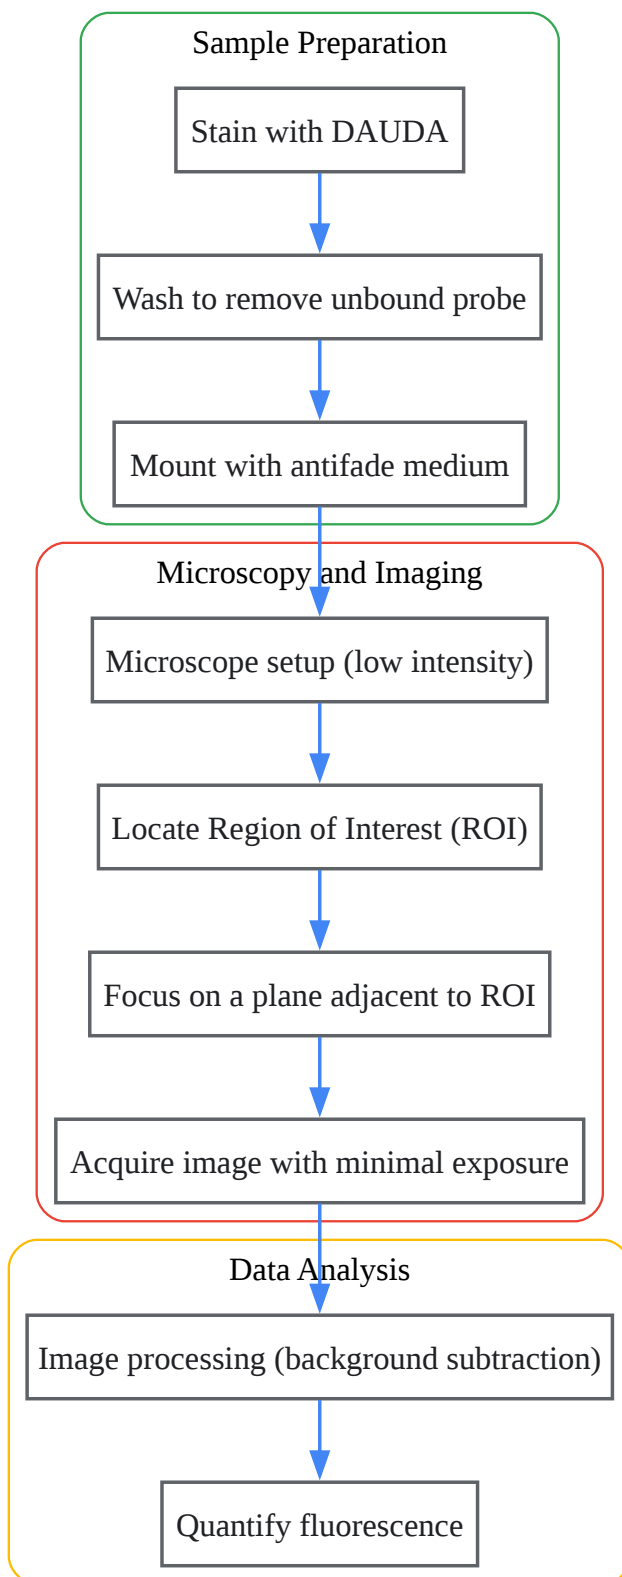 Sample Preparation
Stain with DAUDA
Wash to remove unbound probe
Mount with antifade medium
Microscopy and Imaging
Microscope setup (low intensity)
Locate Region of Interest (ROI)
Focus on a plane adjacent to ROI
Acquire image with minimal exposure
Data Analysis
Image processing (background subtraction)
Quantify fluorescence